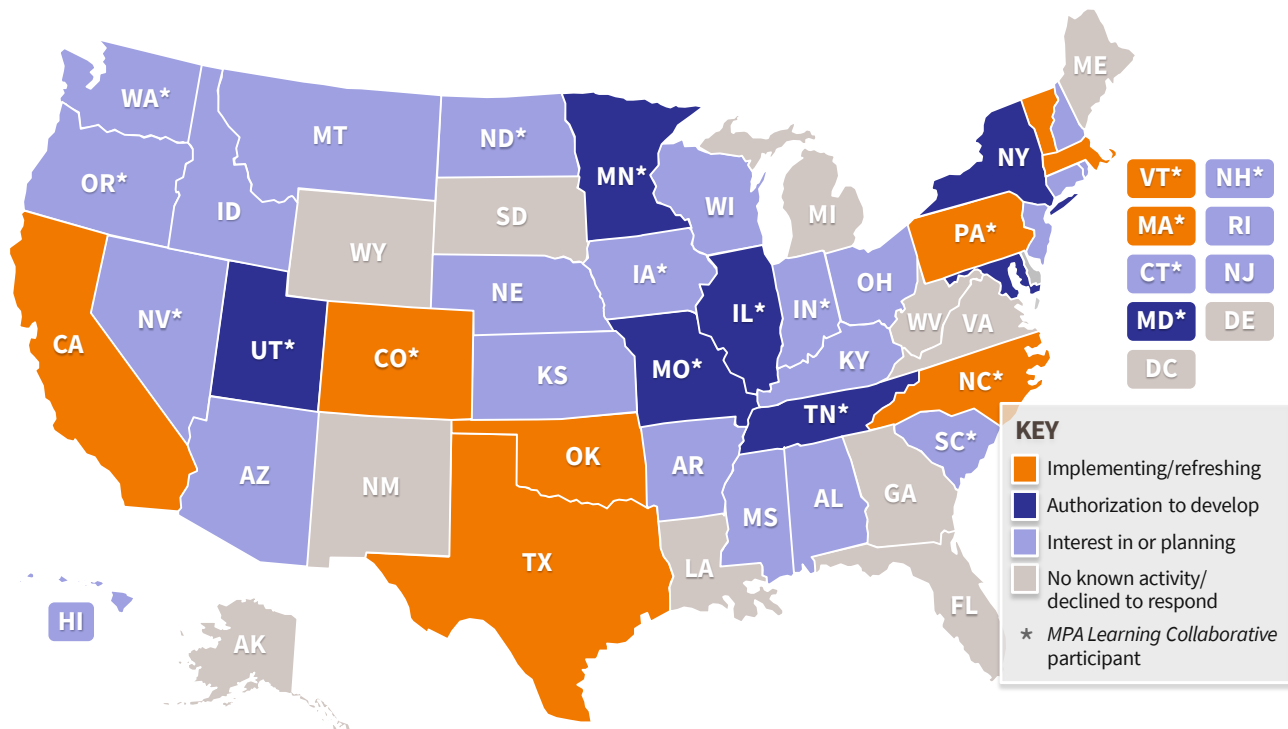 ME
WA*
MT
ND*
MN*
NY
OR*
ID
SD
WI
MI
VT*
NH*
WY
PA*
MA*
RI
IA*
NE
OH
CT*
NJ
NV*
IL*
IN*
WV
VA
MD*
DE
CA
UT*
CO*
KS
MO*
KY
DC
NC*
TN*
KEY
OK
AR
SC*
Implementing/refreshing
AZ
NM
MS
AL
GA
Authorization to develop
Interest in or planning
TX
LA
No known activity/
declined to respond
FL
HI
AK
* MPA Learning Collaborative
participant